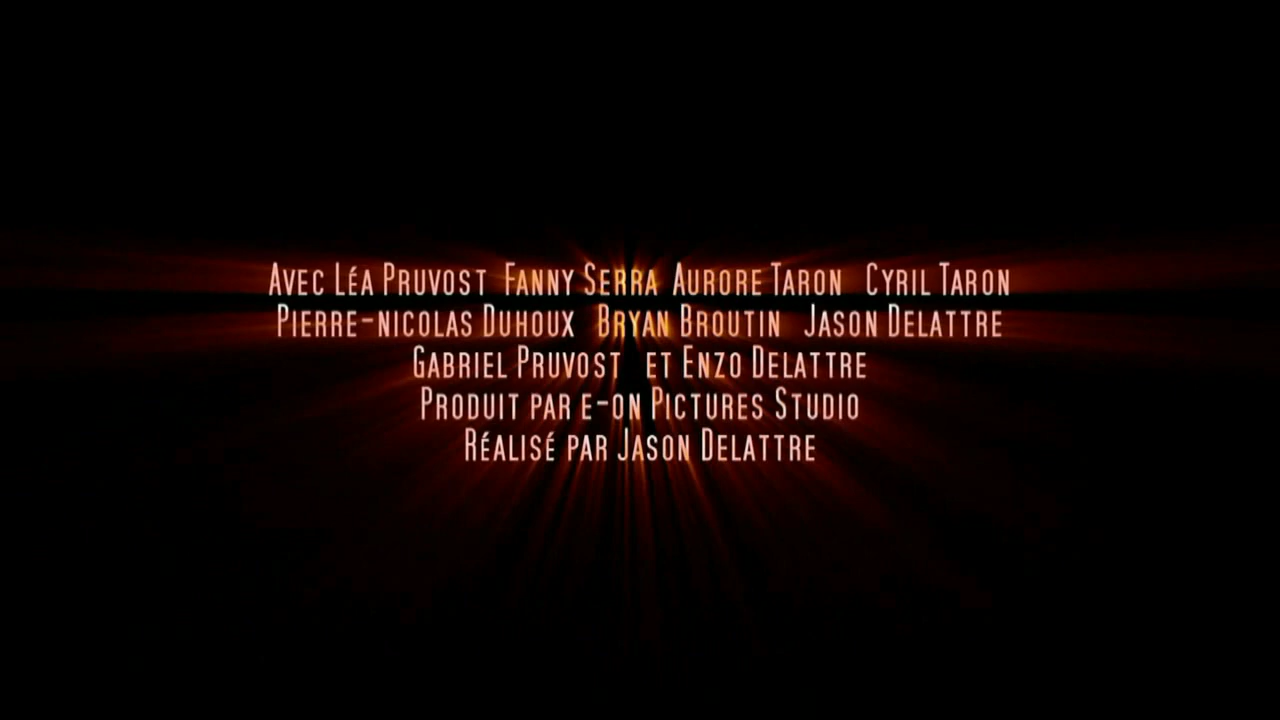 Avec Léa Pruvost Fanny Serra Aurore Taron Cyril Taron
Pierre-nicolas Duhoux Bryan Broutin Jason Delattre
Gabriel Pruvost et Enzo Delattre
Produit par e-on Pictures Studio
Réalisé par Jason Delattre